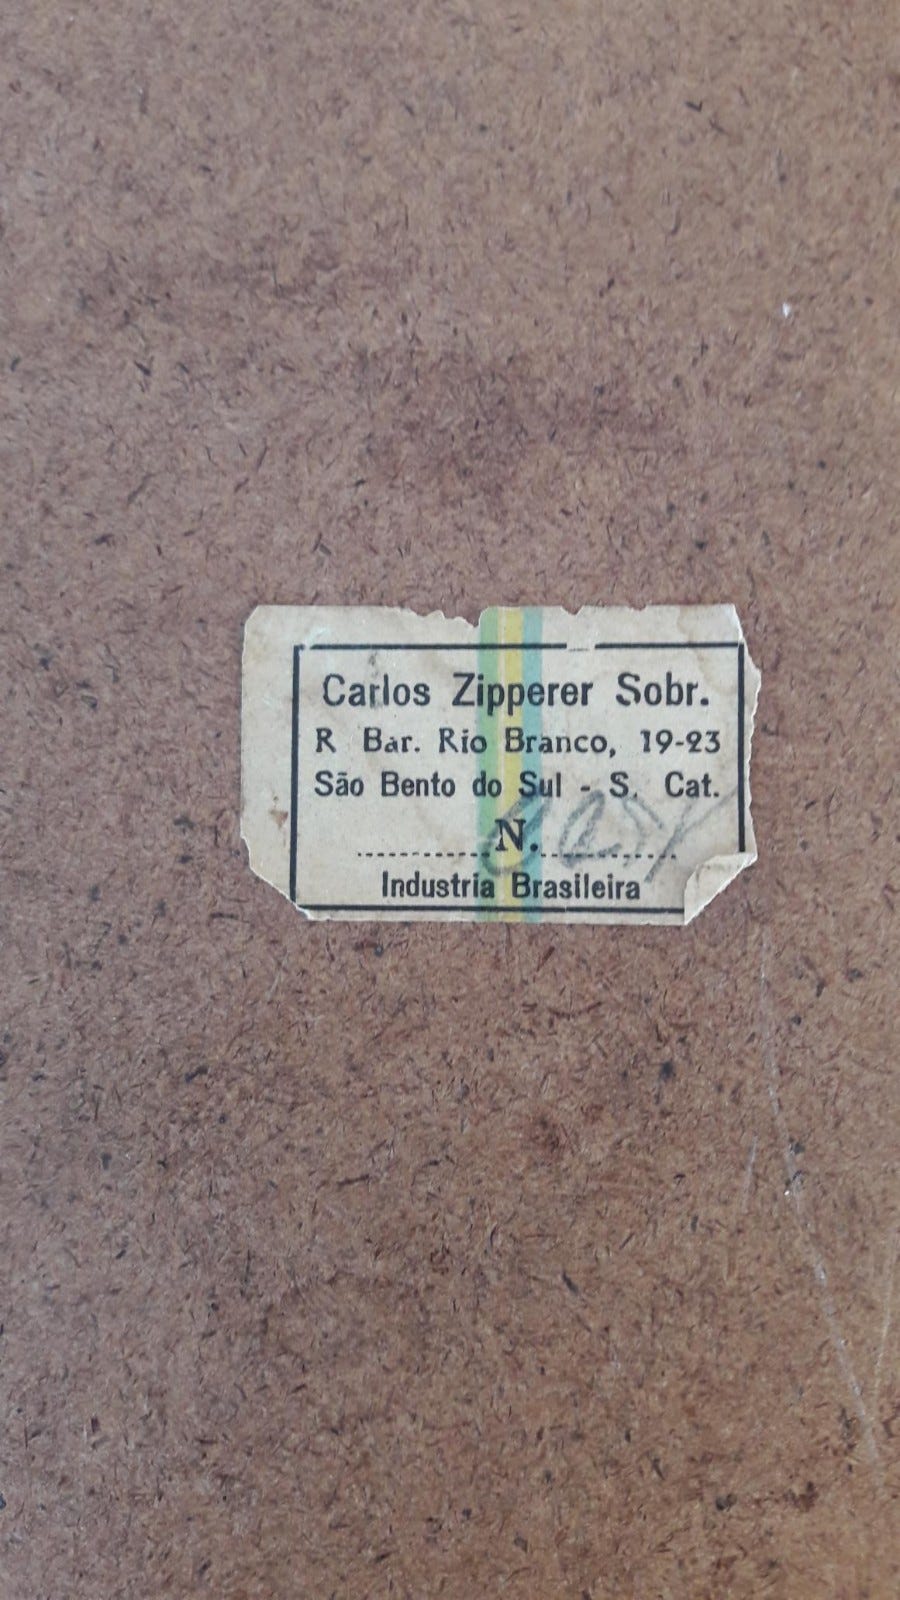 Carlos Zipperer Sobr.
R Bar. Rio Branco, 19-23
São Bento do Sul - S. Cat.
N.
Industria Brasileira